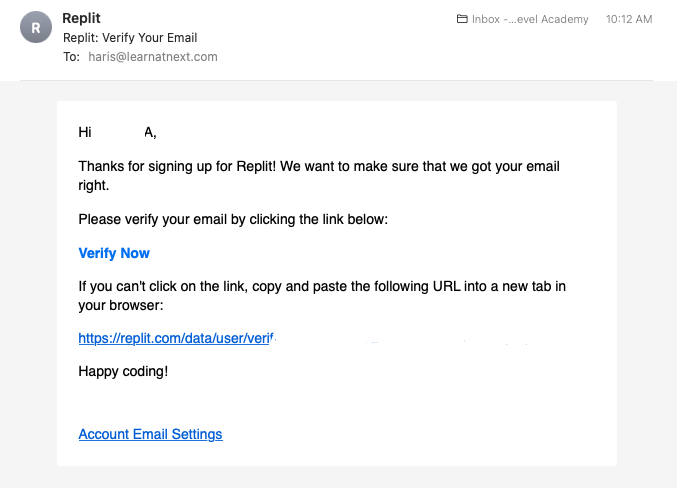 R
Replit
Inbox -...evel Academy 10:12 AM
Replit: Verify Your Email
To: haris@learnatnext.com
Hi A,
Thanks for signing up for Replit! We want to make sure that we got your email
right.
Please verify your email by clicking the link below:
Verify Now
If you can't click on the link, copy and paste the following URL into a new tab in
your browser:
https://replit.com/data/user/verif
Happy coding!
Account Email Settings